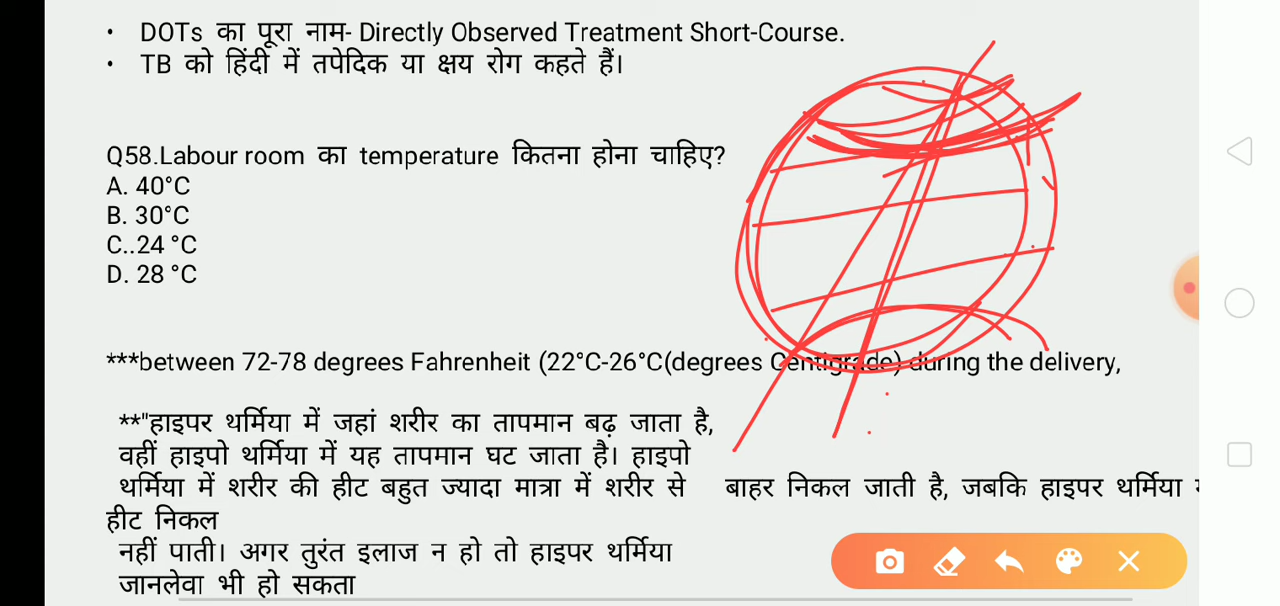 • DOTs का पूरा नाम- Directly Observed Treatment Short-Course.
• TB को हिंदी में तपेदिक या क्षय रोग कहते हैं।
Q58.Labour room का temperature कितना होना चाहिए?
A. 40°C
B. 30°C
C..24 °C
D. 28 °C
***between 72-78 degrees Fahrenheit (22°C-26°C(degrees Centigrade) during the delivery,
**"हाइपर थर्मिया में जहां शरीर का तापमान बढ़ जाता है,
वहीं हाइपो थर्मिया में यह तापमान घट जाता है। हाइपो
थर्मिया में शरीर की हीट बहुत ज्यादा मात्रा में शरीर से बाहर निकल जाती है, जबकि हाइपर थर्मिया
हीट निकल
नहीं पाती। अगर तुरंत इलाज न हो तो हाइपर थर्मिया
जानलेवा भी हो सकता